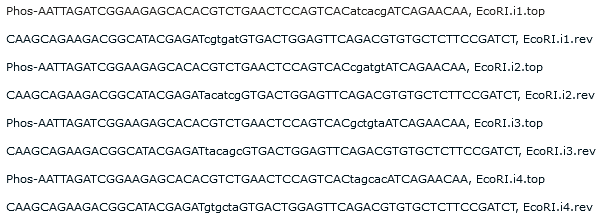 Phos-AATTAGATCGGAAGAGCACACGTCTGAACTCCAGTCACatcacgATCAGAACAA, EcoRI.i1.top
CAAGCAGAAGACGGCATACGAGATcgtgatGTGACTGGAGTTCAGACGTGTGCTCTTCCGATCT, EcoRI.i1.rev
Phos-AATTAGATCGGAAGAGCACACGTCTGAACTCCAGTCACcgatgtATCAGAACAA, EcoRI.i2.top
CAAGCAGAAGACGGCATACGAGATacatcgGTGACTGGAGTTCAGACGTGTGCTCTTCCGATCT, EcoRI.i2.rev
Phos-AATTAGATCGGAAGAGCACACGTCTGAACTCCAGTCACgctgtaATCAGAACAA, EcoRI.i3.top
CAAGCAGAAGACGGCATACGAGATtacagcGTGACTGGAGTTCAGACGTGTGCTCTTCCGATCT, EcoRI.i3.rev
Phos-AATTAGATCGGAAGAGCACACGTCTGAACTCCAGTCACtagcacATCAGAACAA, EcoRI.i4.top
CAAGCAGAAGACGGCATACGAGATgtgctaGTGACTGGAGTTCAGACGTGTGCTCTTCCGATCT, EcoRI.i4.rev